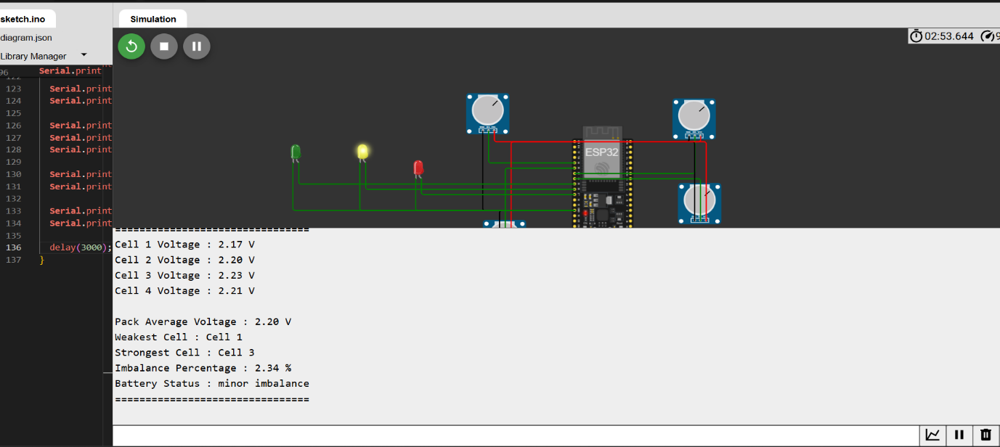 sketch.ino
Simulation
diagram.json
Library Manager
02:53.644
9
96
Serial.print
123 Serial.print
124 Serial.print
125
126 Serial.print
127 Serial.print
128 Serial.print
129
130 Serial.print
131 Serial.print
132
133 Serial.print
134 Serial.print
135
136 delay(3000);
137 }
ESP32
================================
Cell 1 Voltage : 2.17 V
Cell 2 Voltage : 2.20 V
Cell 3 Voltage : 2.23 V
Cell 4 Voltage : 2.21 V
Pack Average Voltage : 2.20 V
Weakest Cell : Cell 1
Strongest Cell : Cell 3
Imbalance Percentage : 2.34 %
Battery Status : minor imbalance
================================